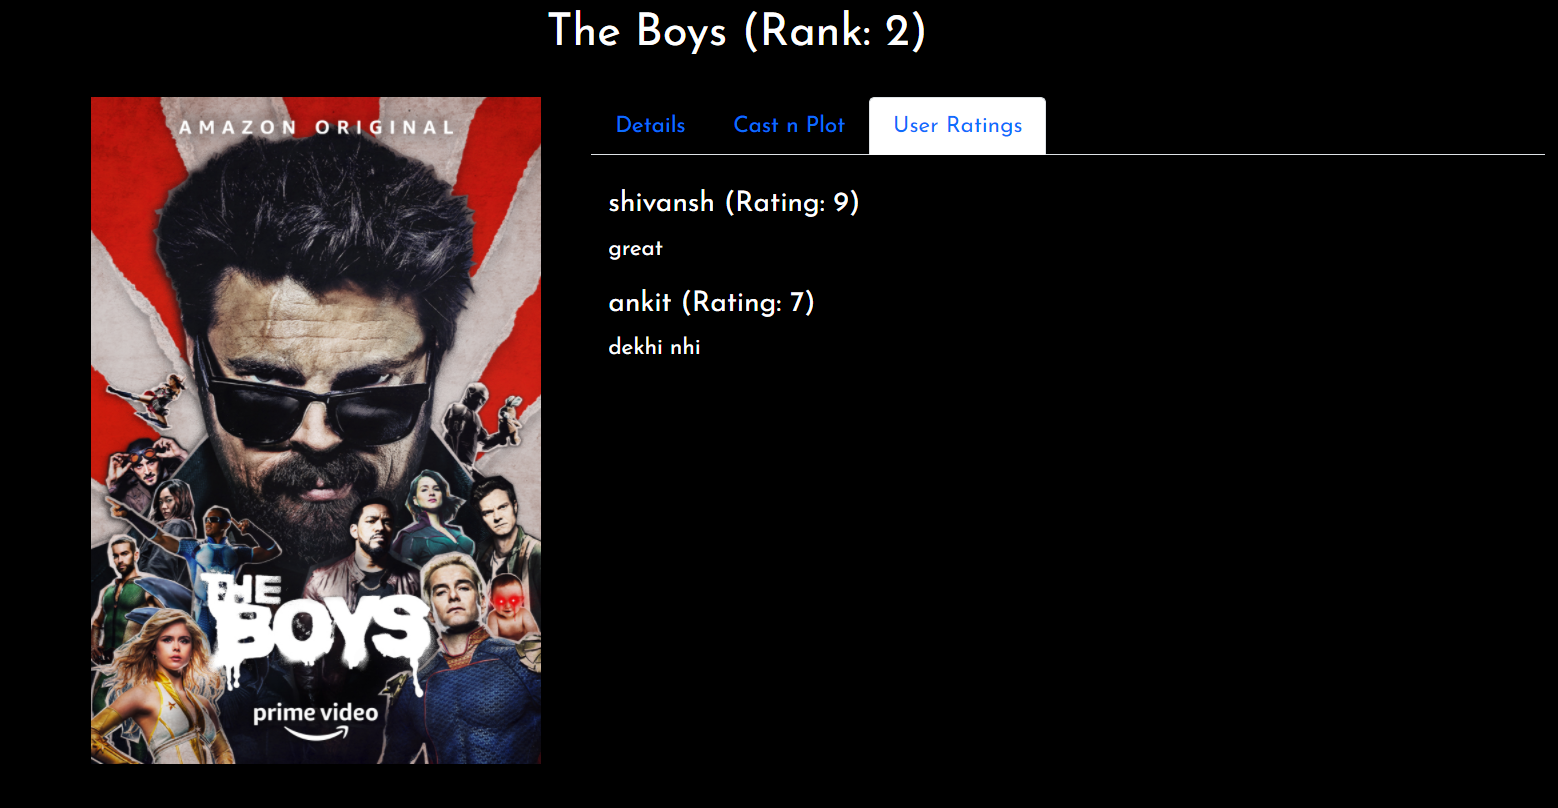 The Boys (Rank: 2)
AMAZON ORIGINAL
THE
BOYS
prime video
Details
Cast n Plot
User Ratings
shivansh (Rating: 9)
great
ankit (Rating: 7)
dekhi nhi